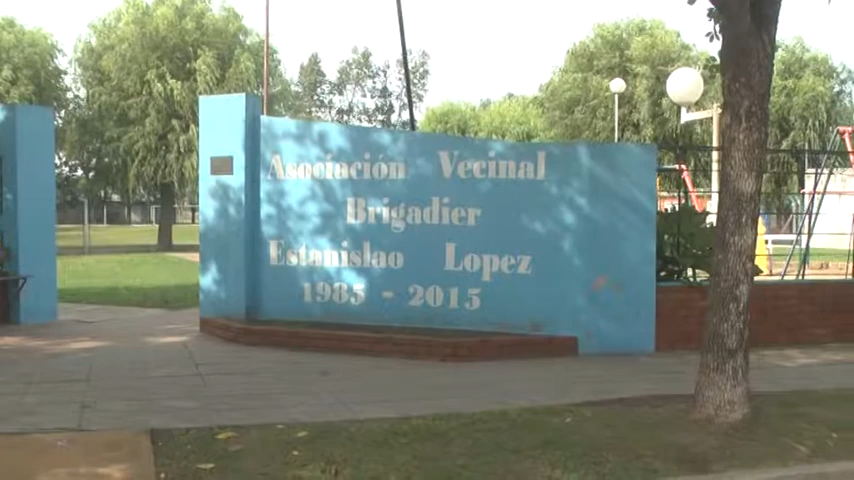 Asociación Vecinal
Brigadier
Estanislao Lopez
1985 - 2015